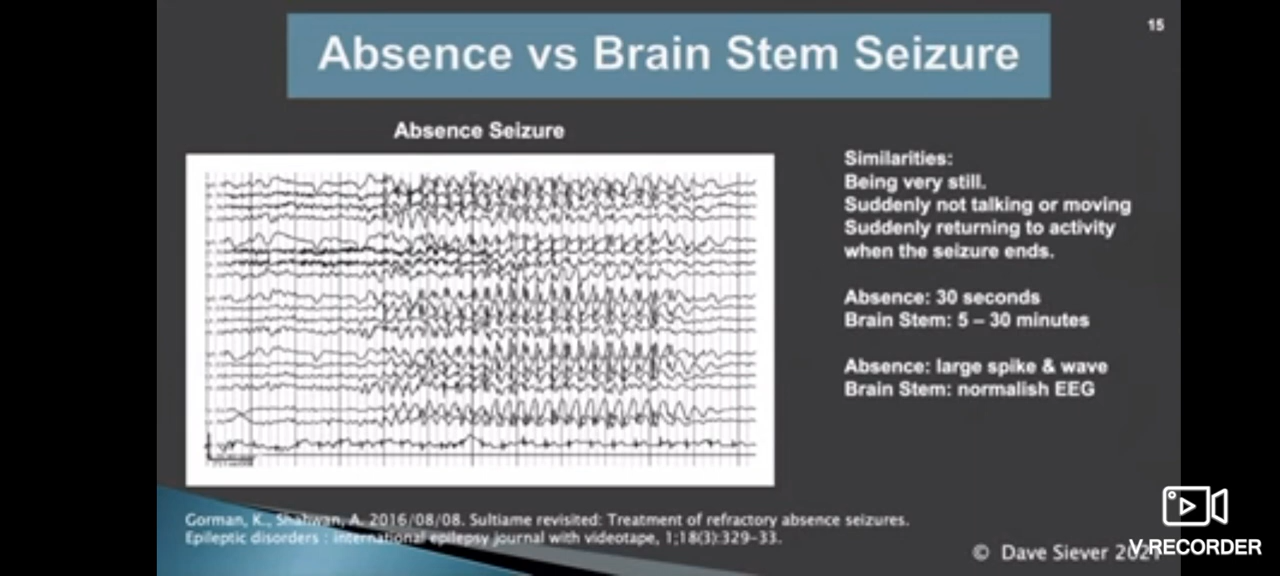 15
Absence vs Brain Stem Seizure
Absence Seizure
Similarities:
Being very still.
Suddenly not talking or moving
Suddenly returning to activity
when the seizure ends.
Absence: 30 seconds
Brain Stem: 5 – 30 minutes
Absence: large spike & wave
Brain Stem: normalish EEG
Gorman, K., Shahwan, A. 2016/08/08. Sultiame revisited: Treatment of refractory absence seizures.
Epileptic disorders : international epilepsy journal with videotape, 1;18(3):329-33.
© Dave Siever
V RECORDER